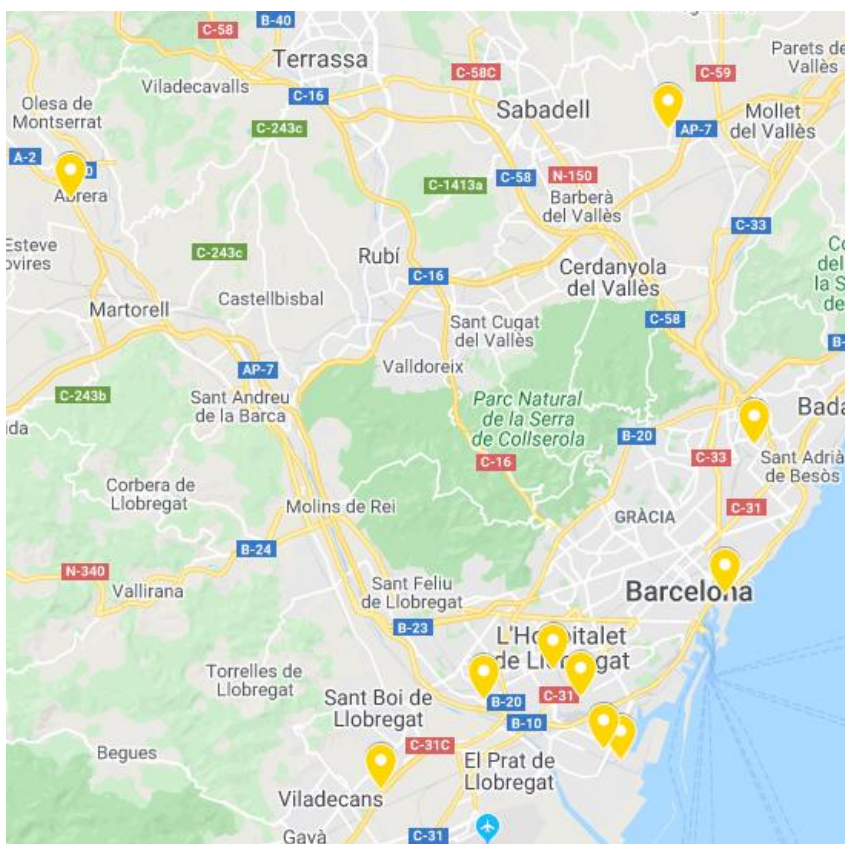 B-40
C-58
Terrassa
Parets de
Vallès
C-58C
C-59
Viladecavalls
C-16
Olesa de
Montserrat
Sabadell
Mollet
del Vallès
AP-7
C-243c
A-2
Abrera
C-1413a
C-58
N-150
Barberà
del Vallès
C-33
Esteve
C-243c
Rubí
C-16
Cerdanyola
del Vallès
Castellbisbal
Martorell
Sant Cugat
del Vallès
C-58
AP-7
Valldoreix
C-243b
Sant Andreu
de la Barca
Parc Natural
de la Serra
de Collserola
B-20
C-16
C-33
Sant Adrià
de Besòs
Corbera de
Llobregat
Molins de Rei
C-31
GRÀCIA
B-24
N-340
Vallirana
Sant Feliu
de Llobregat
Barcelona
B-23
L'Hospitalet
de Llobregat
Torrelles de
Llobregat
Sant Boi de
Llobregat
C-31
B-20
B-10
C-31C
El Prat de
Llobregat
Begues
Viladecans
Gavà
C-31